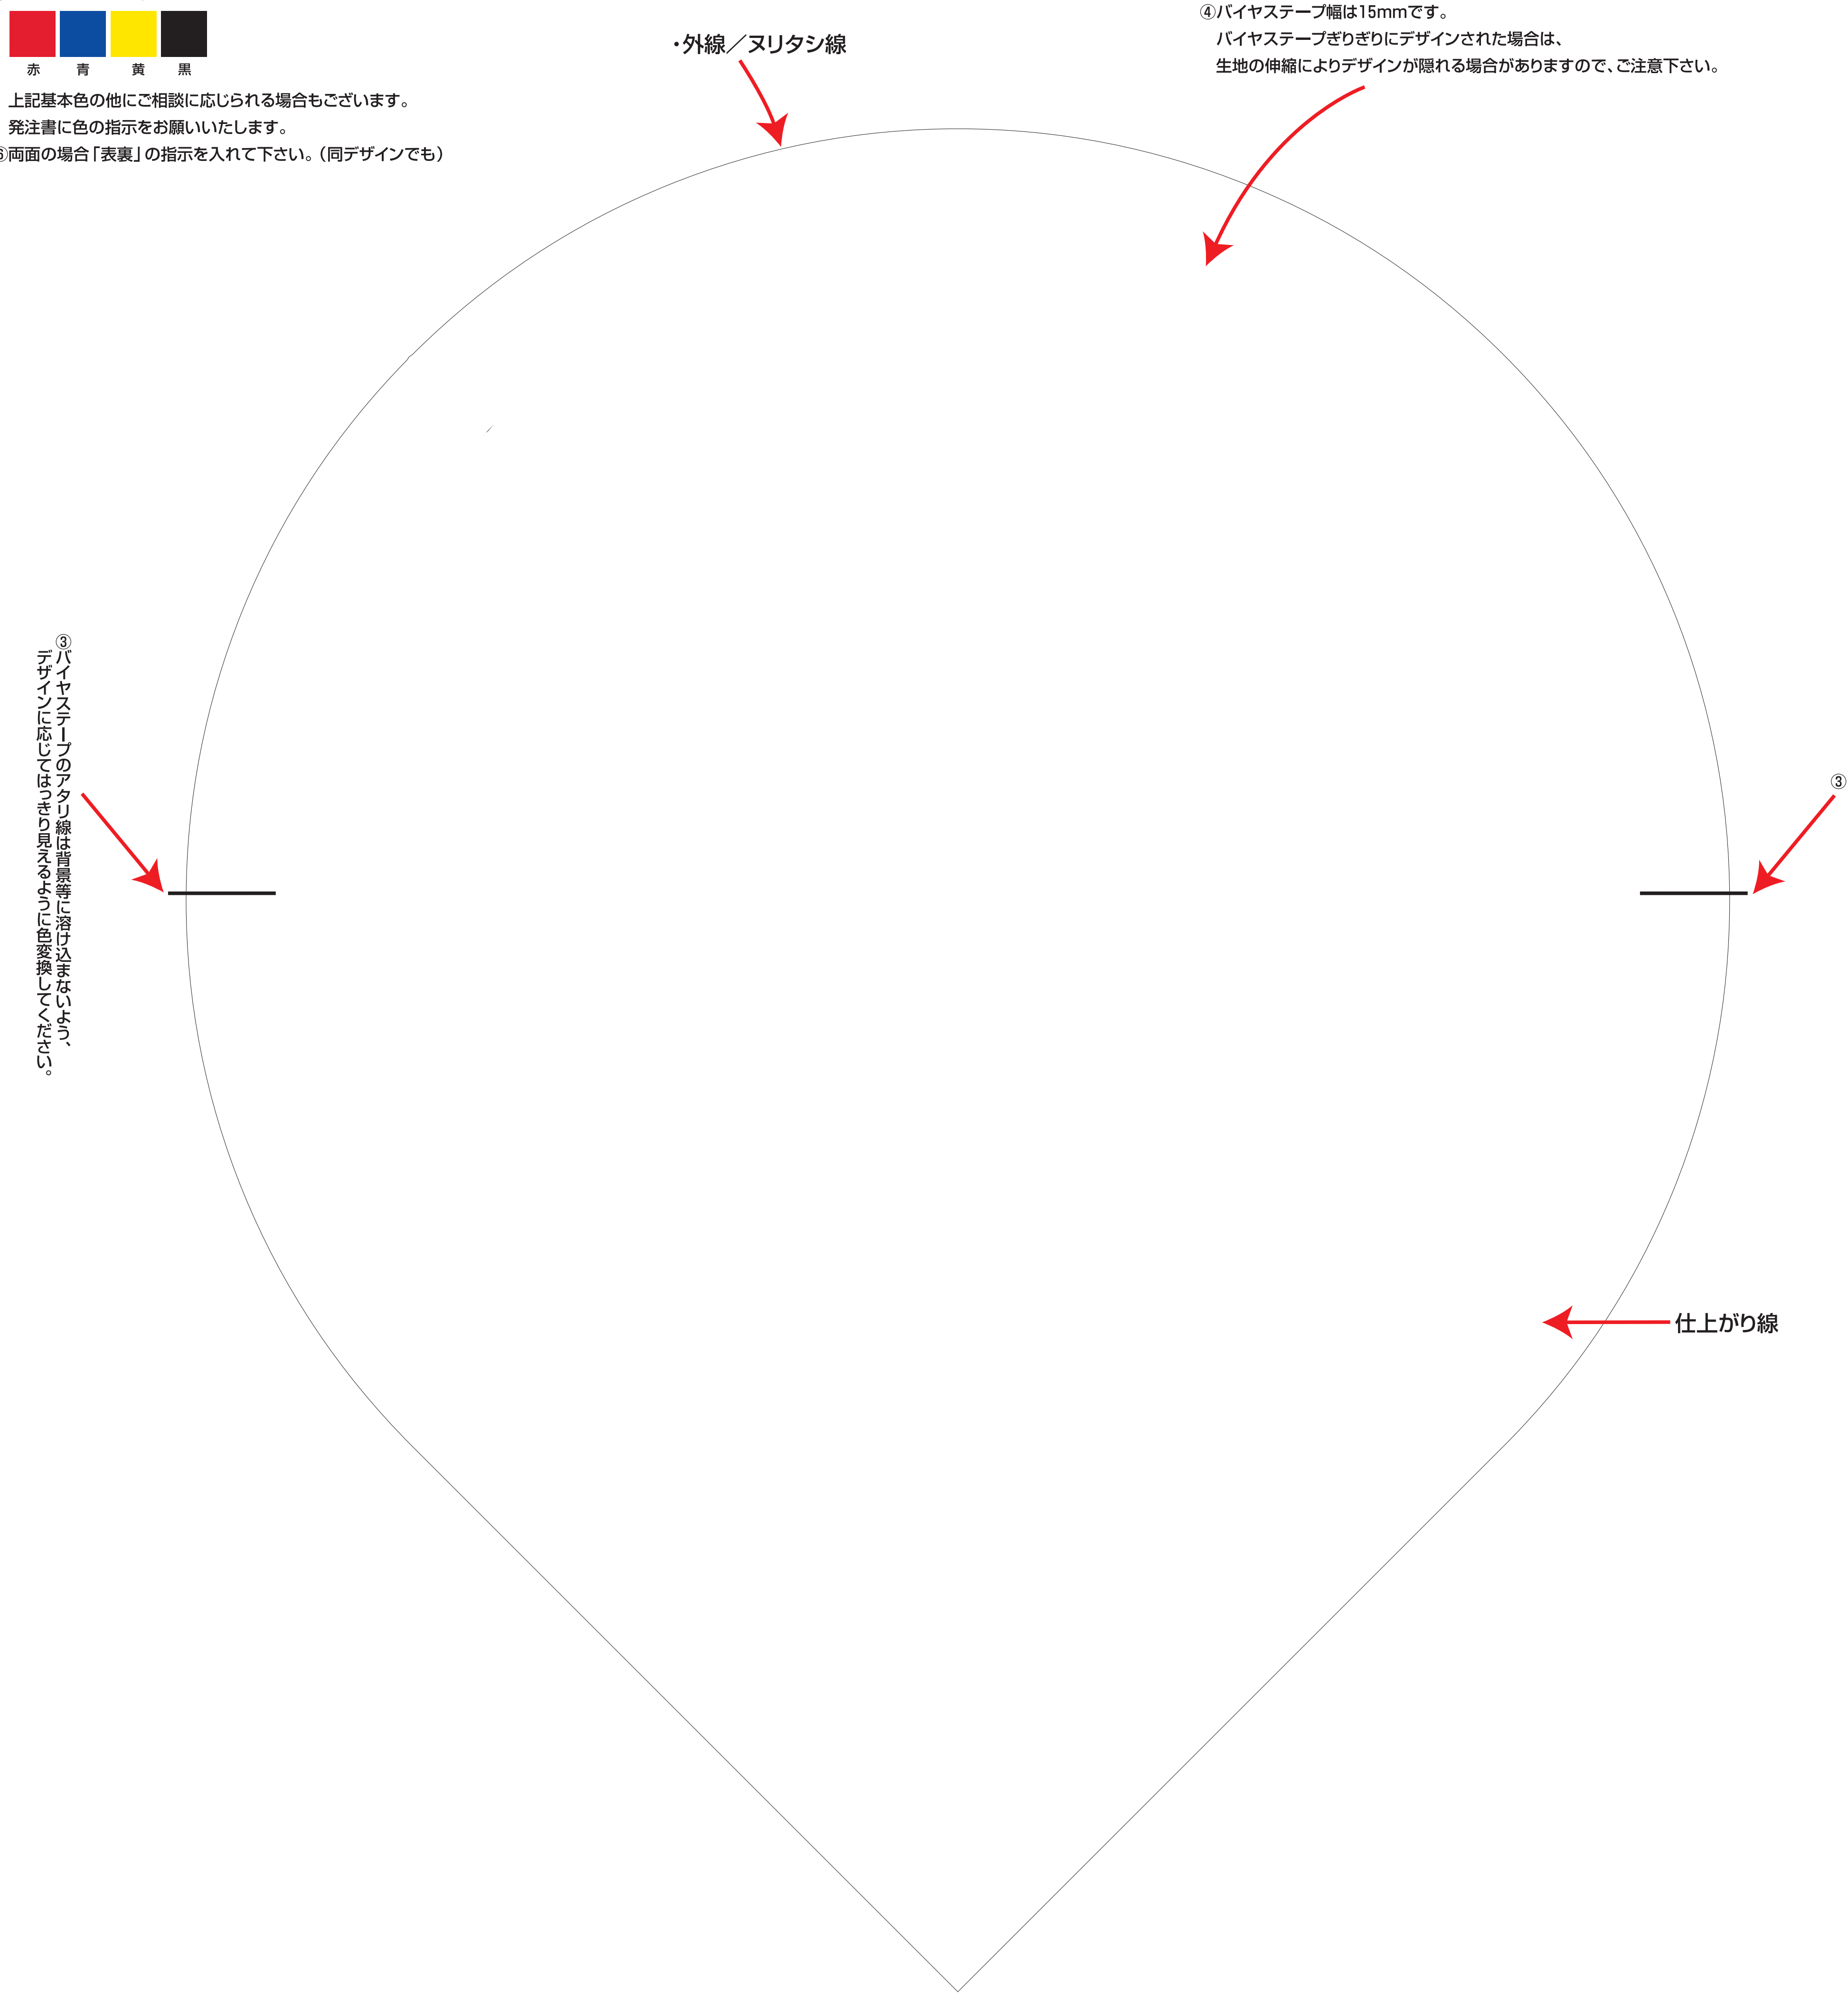 赤 青 黄 黒
上記基本色の他にご相談に応じられる場合もございます。
発注書に色の指示をお願いいたします。
⑥両面の場合「表裏」の指示を入れて下さい。（同デザインでも）
・外線／ヌリタシ線
④バイヤステープ幅は15mmです。
バイヤステープぎりぎりにデザインされた場合は、
生地の伸縮によりデザインが隠れる場合がありますので、ご注意下さい。
③バイヤステープのアタリ線は背景等に溶け込まないよう、
デザインに応じてはっきり見えるように色変換してください。
③
仕上がり線